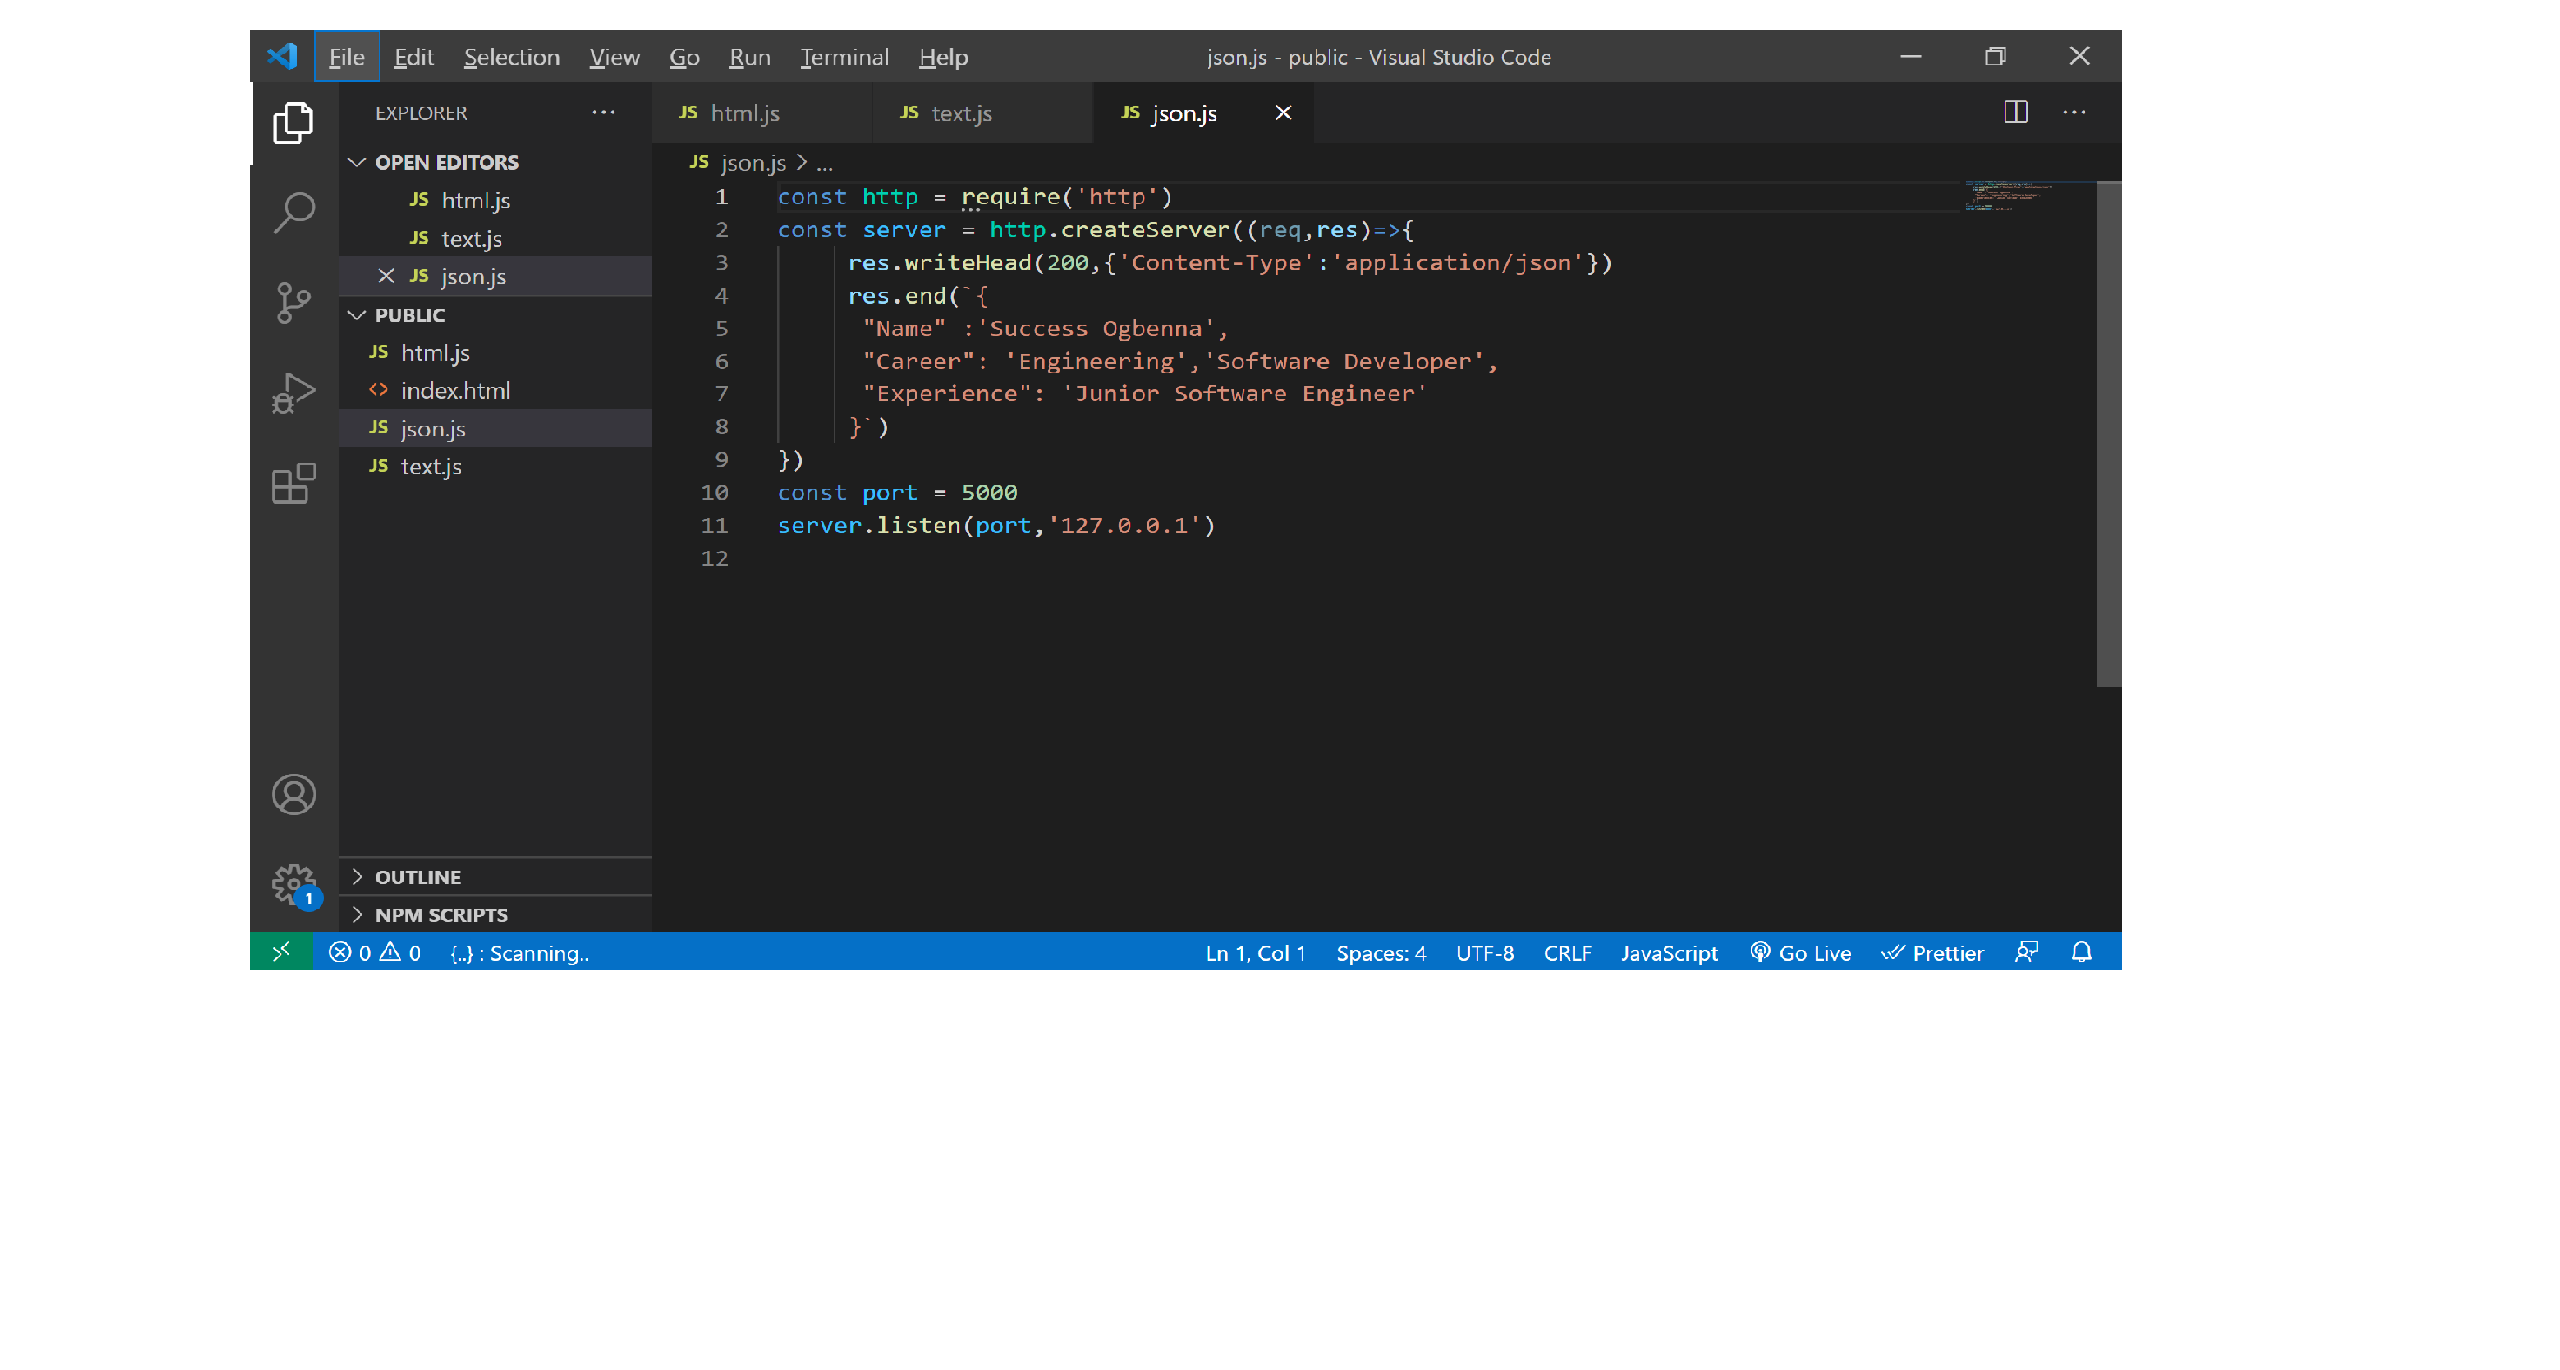 File Edit Selection View Go Run Terminal Help json.js - public - Visual Studio Code
EXPLORER ...
OPEN EDITORS
JS html.js
JS text.js
JS json.js
PUBLIC
JS html.js
<> index.html
JS json.js
JS text.js
OUTLINE
NPM SCRIPTS
JS html.js JS text.js JS json.js
JS json.js > ...
1 const http = require('http')
2 const server = http.createServer((req,res)=>{
3 res.writeHead(200,{'Content-Type':'application/json'})
4 res.end(`{
5 "Name" :'Success Ogbenna',
6 "Career": 'Engineering','Software Developer',
7 "Experience": 'Junior Software Engineer'
8 }`)
9 })
10 const port = 5000
11 server.listen(port,'127.0.0.1')
12
1
0 0 {..} : Scanning.. Ln 1, Col 1 Spaces: 4 UTF-8 CRLF JavaScript Go Live Prettier